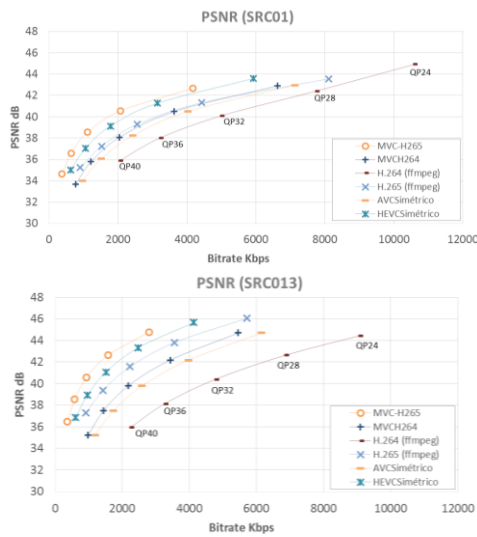 PSNR (SRC01)
48
46
44
42
40
38
36
34
32
30
PSNR dB
QP24
QP28
QP32
QP36
QP40
MVC-H265
MVCH264
H.264 (ffmpeg)
H.265 (ffmpeg)
AVCSimétrico
HEVCSimétrico
0 2000 4000 6000 8000 10000 12000
Bitrate Kbps
PSNR (SRC013)
48
46
44
42
40
38
36
34
32
30
PSNR dB
QP24
QP28
QP32
QP36
QP40
MVC-H265
MVCH264
H.264 (ffmpeg)
H.265 (ffmpeg)
AVCSimétrico
HEVCSimétrico
0 2000 4000 6000 8000 10000 12000
Bitrate Kbps